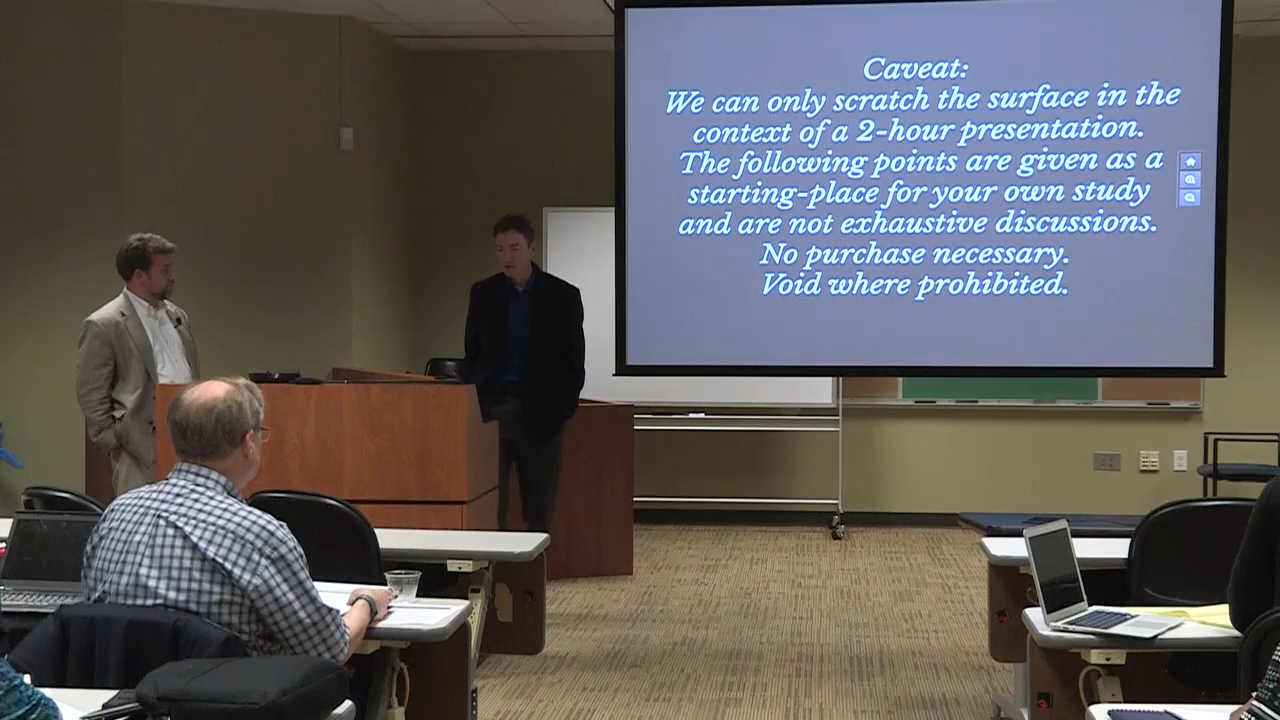 Caveat:
We can only scratch the surface in the
context of a 2-hour presentation.
The following points are given as a
starting-place for your own study
and are not exhaustive discussions.
No purchase necessary.
Void where prohibited.